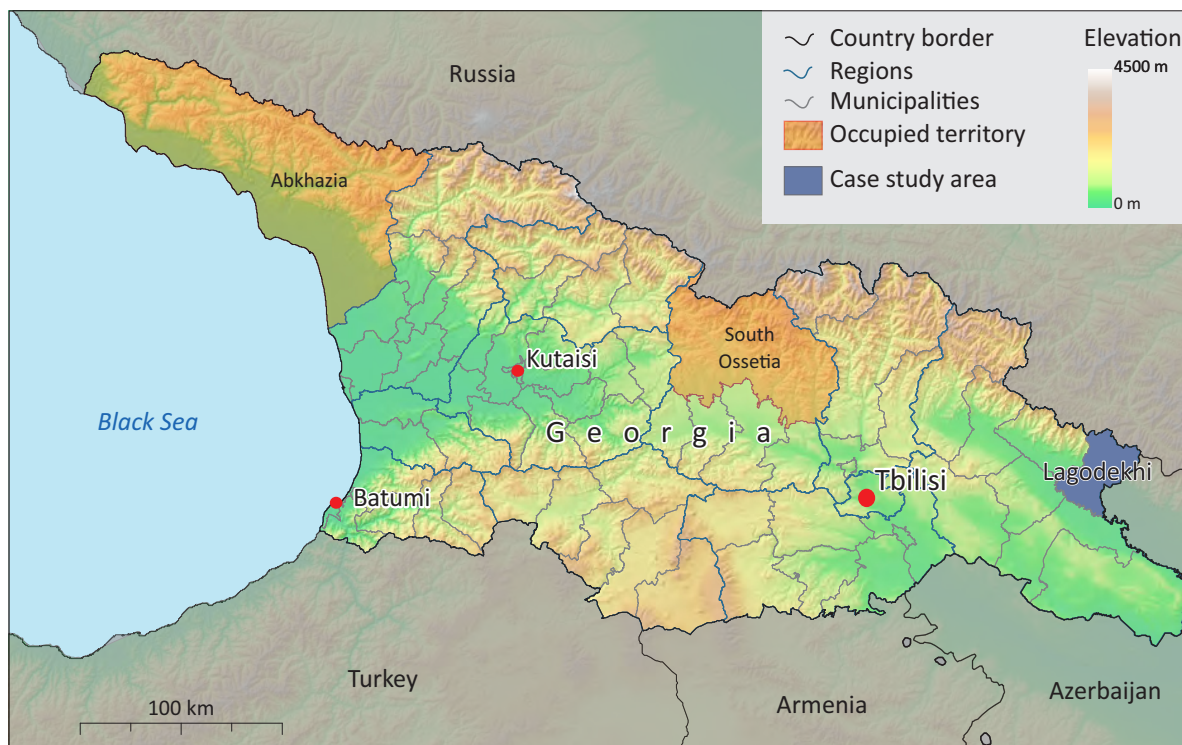 Country border
Regions
Municipalities
Occupied territory
Case study area
Elevation
4500 m
0 m
Russia
Abkhazia
South
Ossetia
Kutaisi
Black Sea
Georgia
Lagodekhi
Tbilisi
Batumi
Turkey
Armenia
Azerbaijan
100 km